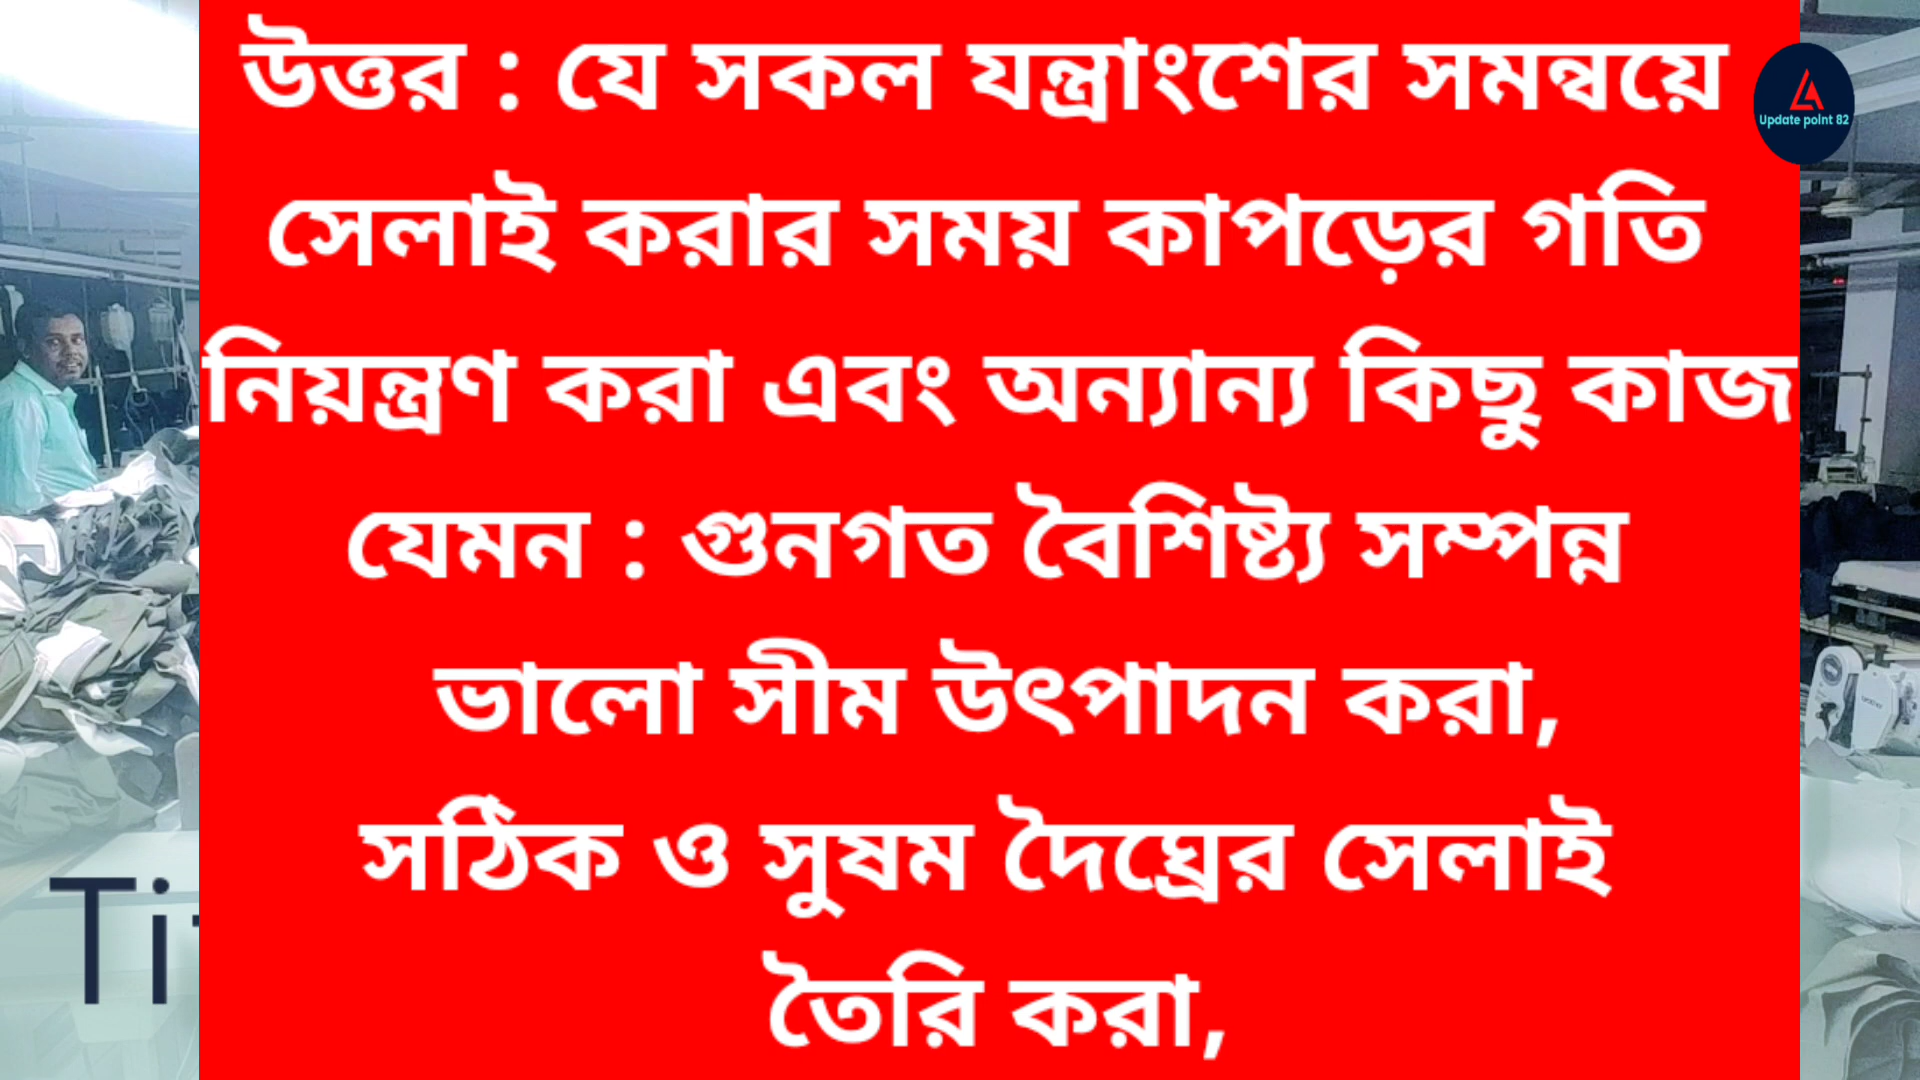 উত্তর : যে সকল যন্ত্রাংশের সমন্বয়ে
Update point 82
সেলাই করার সময় কাপড়ের গতি
নিয়ন্ত্রণ করা এবং অন্যান্য কিছু কাজ
যেমন : গুনগত বৈশিষ্ট্য সম্পন্ন
ভালো সীম উৎপাদন করা,
সঠিক ও সুষম দৈঘ্রের সেলাই
তৈরি করা,